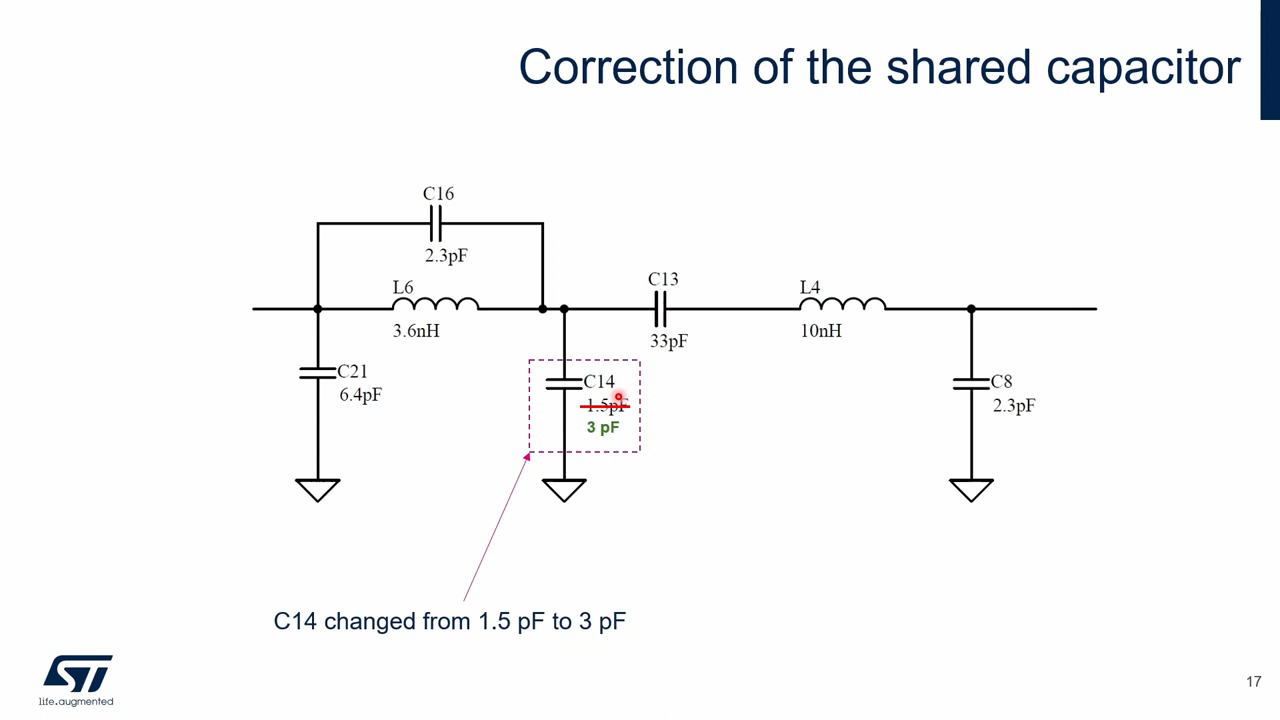 Correction of the shared capacitor
C16
2.3pF
L6
3.6nH
C13
33pF
L4
10nH
C21
6.4pF
C14
1.5pF
3 pF
C8
2.3pF
C14 changed from 1.5 pF to 3 pF
ST
life.augmented
17